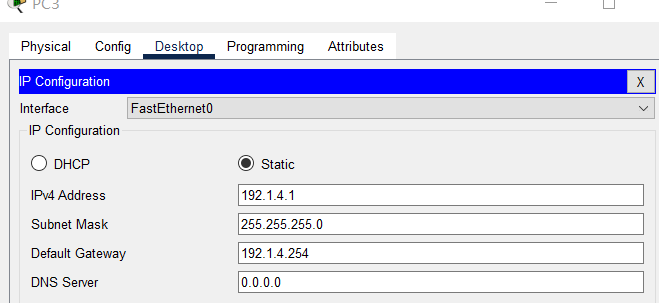 PC3
Physical Config Desktop Programming Attributes
IP Configuration X
Interface FastEthernet0
IP Configuration
DHCP Static
IPv4 Address 192.1.4.1
Subnet Mask 255.255.255.0
Default Gateway 192.1.4.254
DNS Server 0.0.0.0